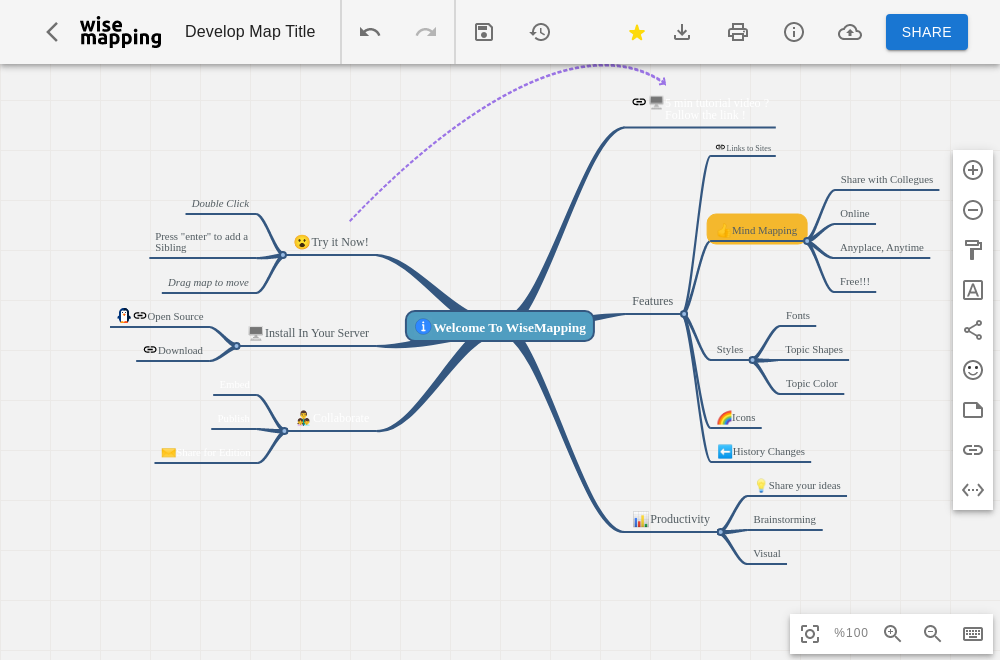 wise
mapping
Develop Map Title
SHARE
5 min tutorial video ?
Follow the link !
Links to Sites
Share with Collegues
Mind Mapping
Online
Anyplace, Anytime
Free!!!
Features
Fonts
Styles
Topic Shapes
Topic Color
Icons
History Changes
Productivity
Share your ideas
Brainstorming
Visual
Welcome To WiseMapping
Try it Now!
Double Click
Press "enter" to add a
Sibling
Drag map to move
Install In Your Server
Open Source
Download
Collaborate
Embed
Publish
Share for Edition
%100